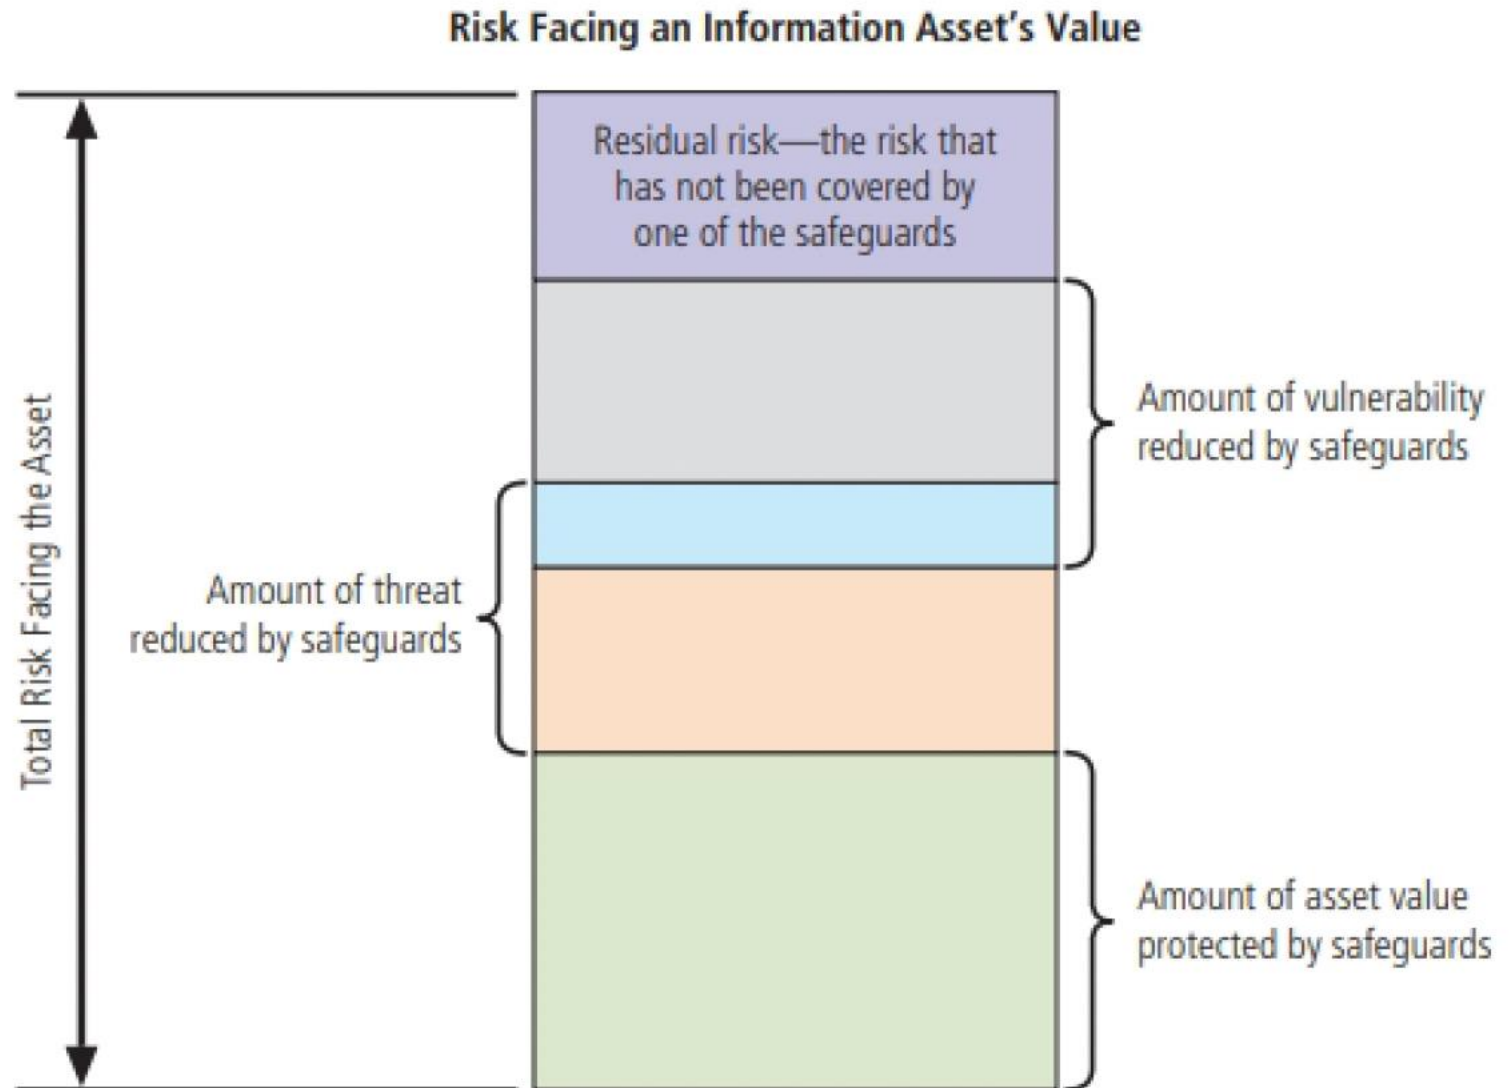 Risk Facing an Information Asset’s Value
Residual risk—the risk that
has not been covered by
one of the safeguards
Total Risk Facing the Asset
Amount of vulnerability
reduced by safeguards
Amount of threat
reduced by safeguards
Amount of asset value
protected by safeguards